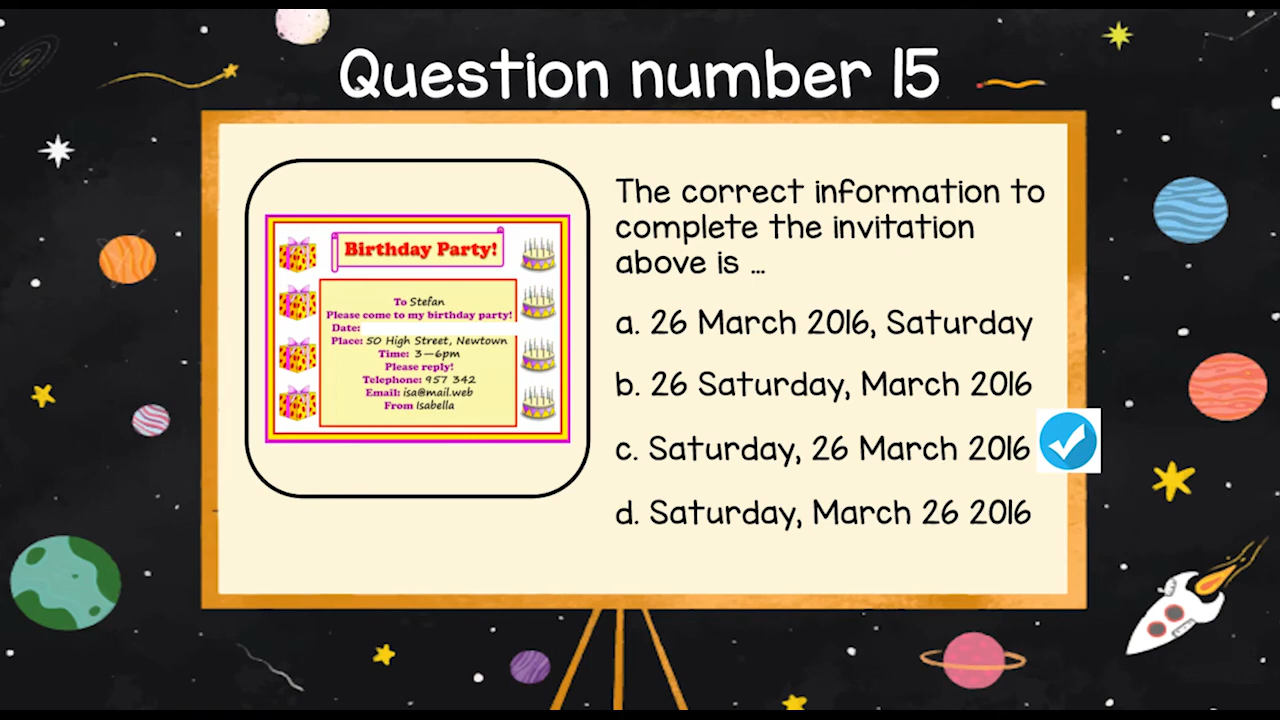 Question number 15
Birthday Party!
To Stefan
Please come to my birthday party!
Date:
Place: 50 High Street, Newtown
Time: 3—6pm
Please reply!
Telephone: 957 342
Email: isa@mail.web
From Isabella
The correct information to
complete the invitation
above is ...
a. 26 March 2016, Saturday
b. 26 Saturday, March 2016
c. Saturday, 26 March 2016
d. Saturday, March 26 2016